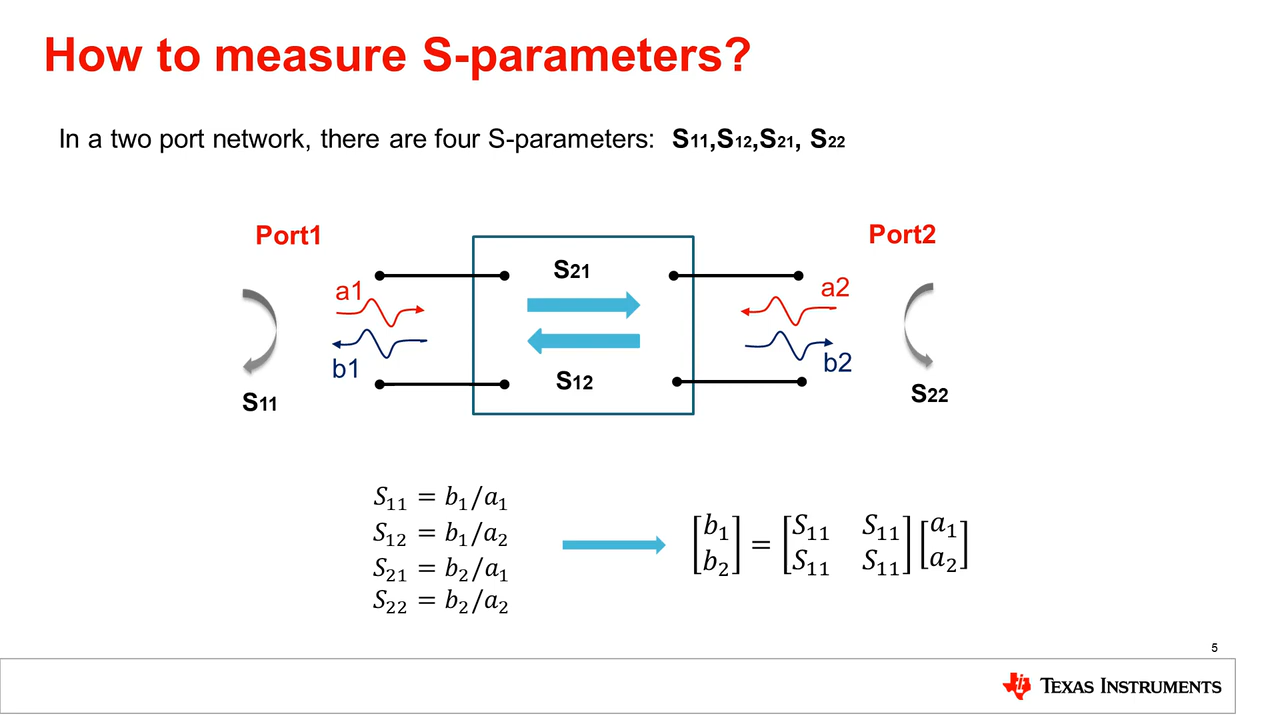 How to measure S-parameters?
In a two port network, there are four S-parameters: S11,S12,S21, S22
Port1
Port2
S21
a1
a2
b1
b2
S12
S11
S22
S₁₁ = b₁/a₁
S₁₂ = b₁/a₂
S₂₁ = b₂/a₁
S₂₂ = b₂/a₂
[b₁ b₂] = [S₁₁ S₁₁ S₁₁ S₁₁] [a₁ a₂]
5
TEXAS INSTRUMENTS